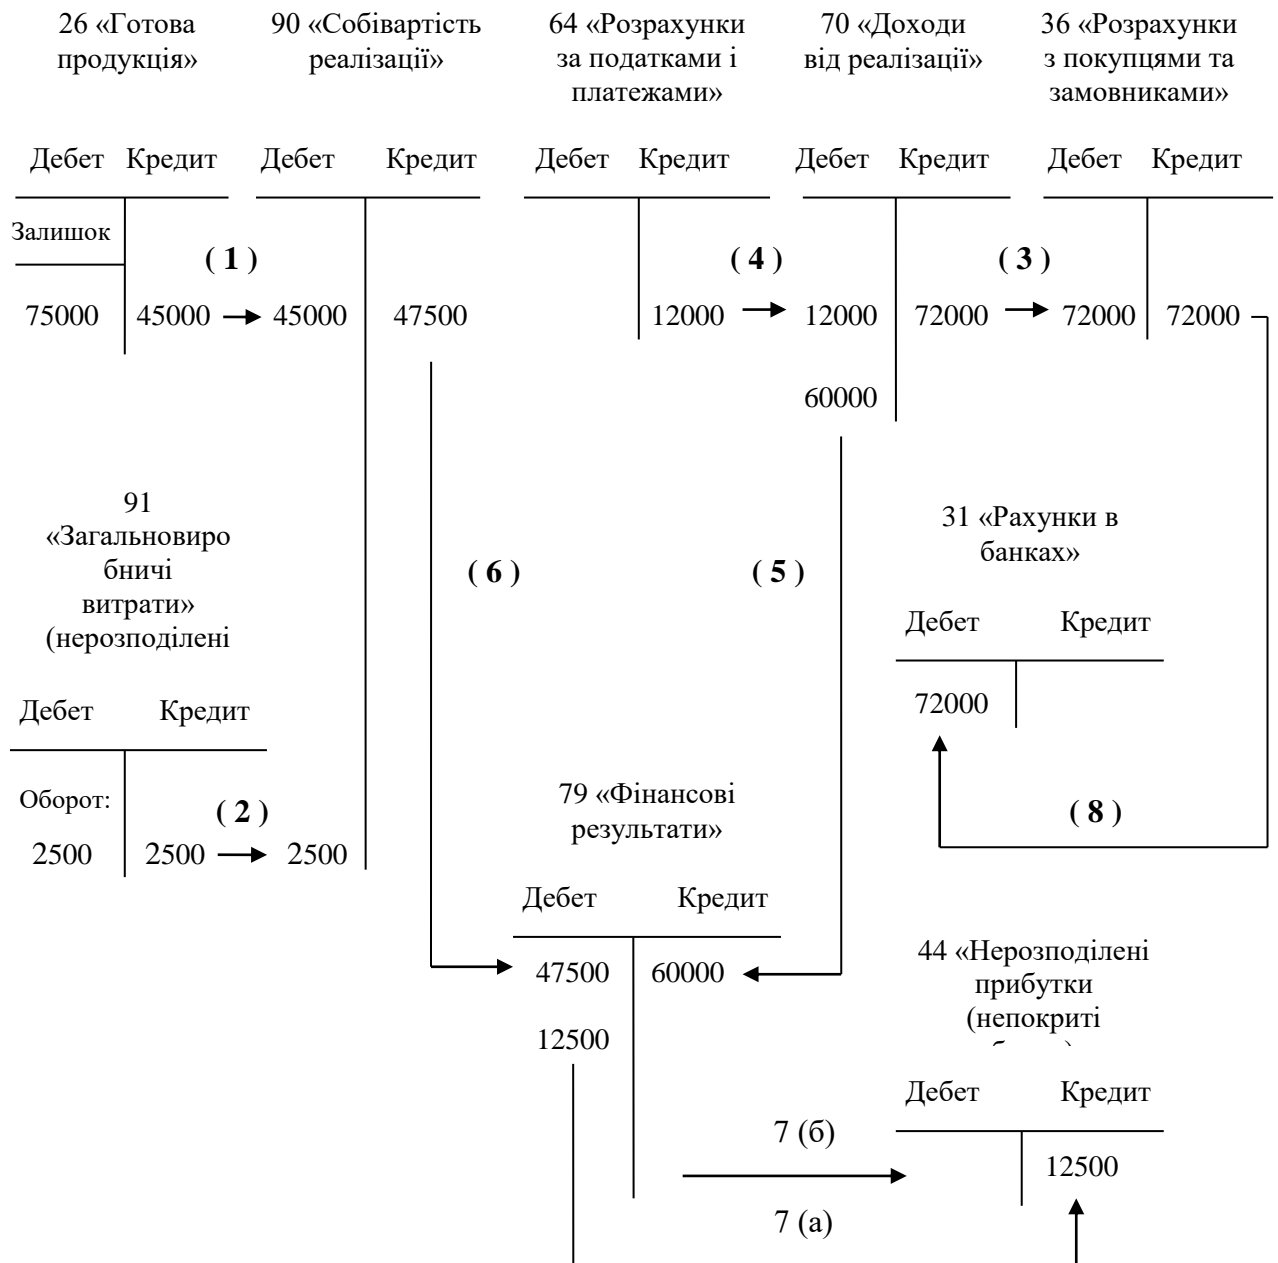 26 «Готова
продукція»
90 «Собівартість
реалізації»
64 «Розрахунки
за податками і
платежами»
70 «Доходи
від реалізації»
36 «Розрахунки
з покупцями та
замовниками»
Дебет Кредит Дебет Кредит Дебет Кредит Дебет Кредит Дебет Кредит
Залишок
( 1 ) ( 4 ) ( 3 )
75000 45000 45000 47500 12000 12000 72000 72000 72000
60000
91
«Загальновиро
бничі
витрати»
(нерозподілені
31 «Рахунки в
банках»
( 6 ) ( 5 )
Дебет Кредит
72000
Дебет Кредит
Оборот:
( 2 )
2500 2500 2500
79 «Фінансові
результати»
( 8 )
Дебет Кредит
47500 60000
12500
44 «Нерозподілені
прибутки
(непокриті
Дебет Кредит
7 (б)
12500
7 (а)